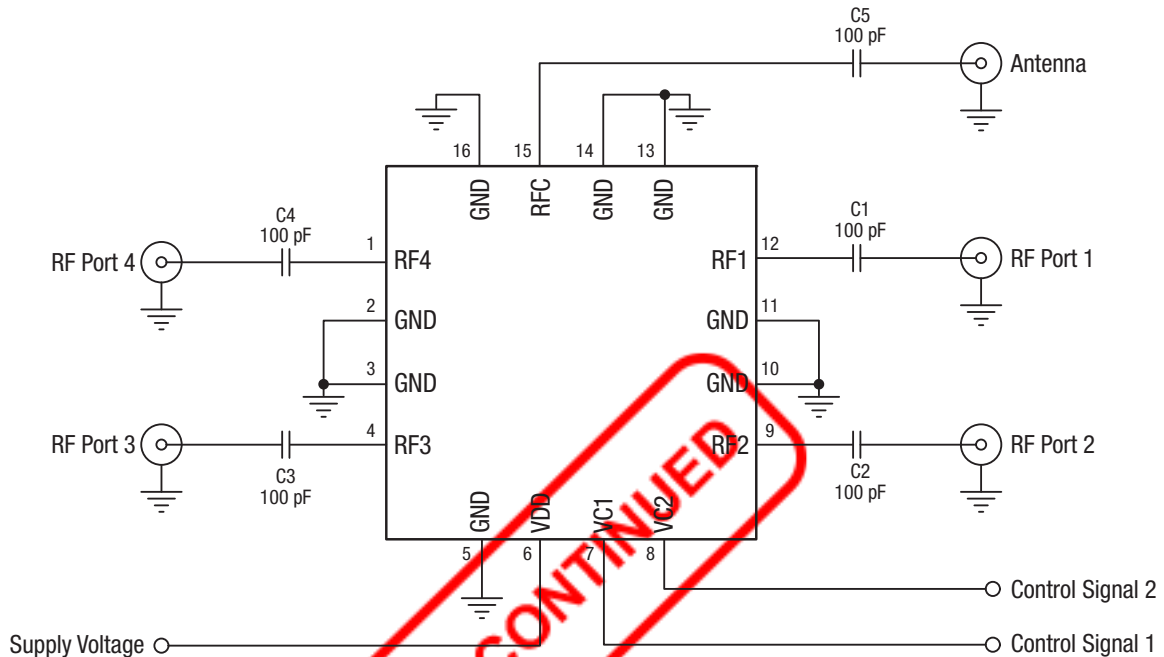 C5
100 pF
Antenna
16
15
14
13
GND
RFC
GND
GND
C4
100 pF
C1
100 pF
RF Port 4
1
RF4
RF1
12
RF Port 1
2
GND
GND
11
3
GND
GND
10
RF Port 3
4
RF3
RF2
9
RF Port 2
C3
100 pF
C2
100 pF
GND
VDD
VC1
VC2
5
6
7
8
CONTINUED
Control Signal 2
Supply Voltage
Control Signal 1